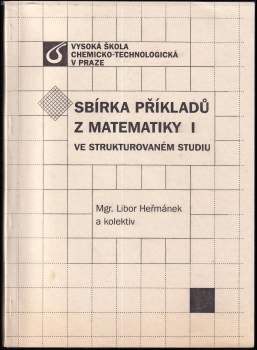 VYSOKÁ ŠKOLA
CHEMICKO-TECHNOLOGICKÁ
V PRAZE
SBÍRKA PŘÍKLADŮ
Z MATEMATIKY I
VE STRUKTUROVANÉM STUDIU
Mgr. Libor Heřmánek
a kolektiv